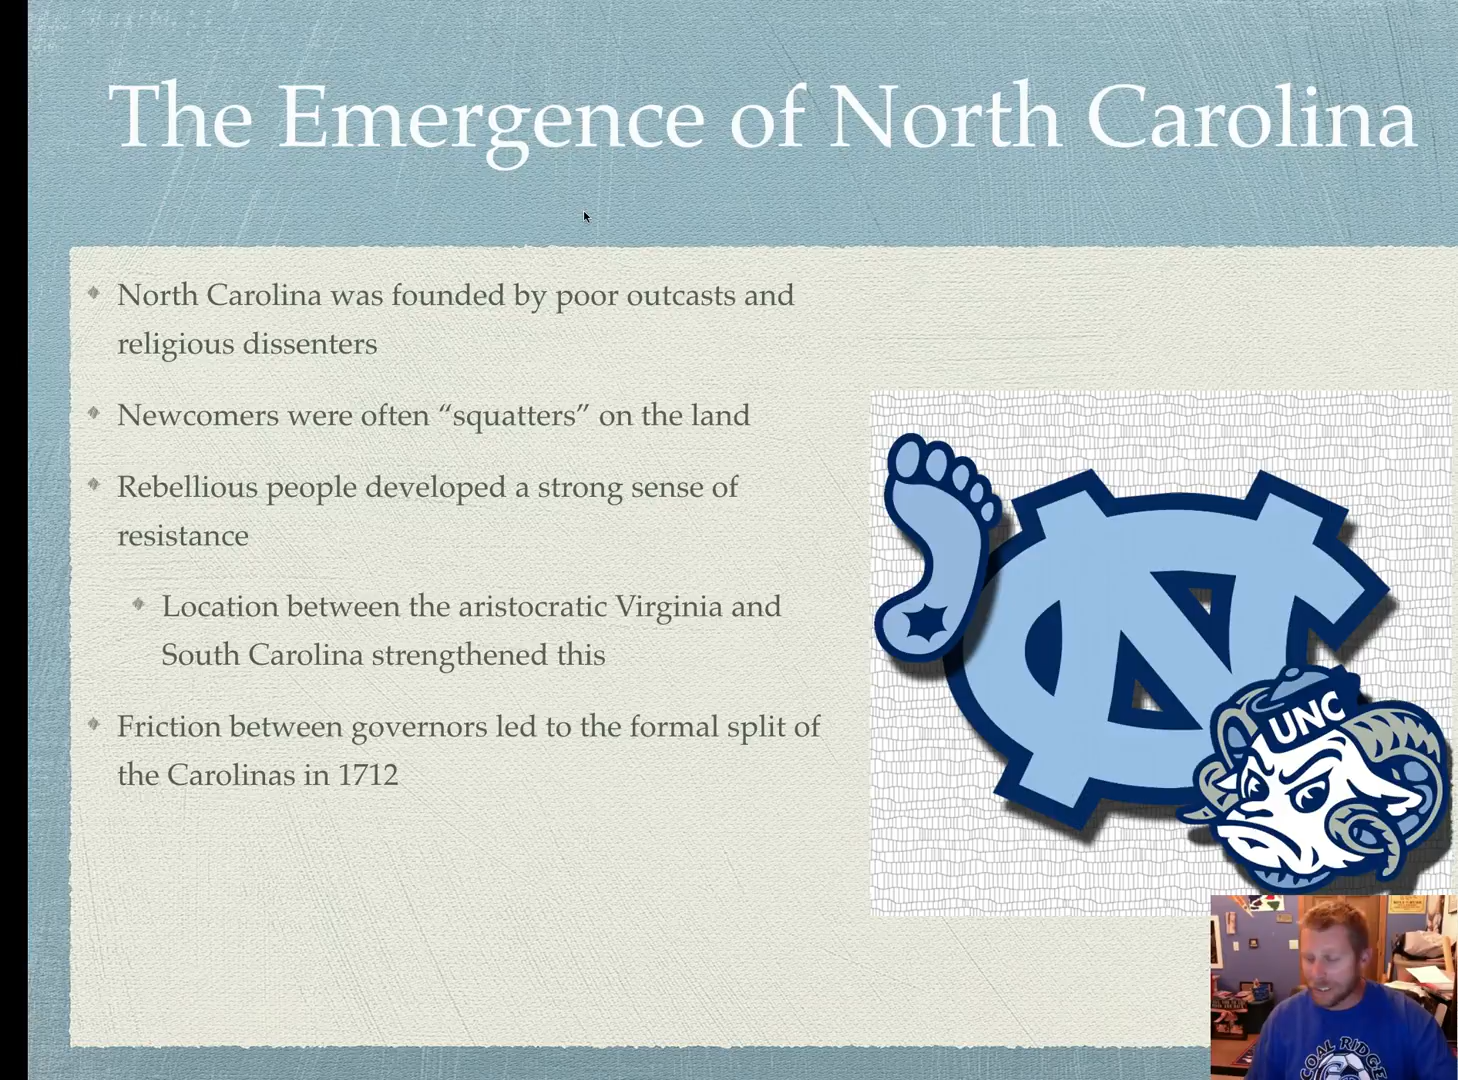 The Emergence of North Carolina
North Carolina was founded by poor outcasts and
religious dissenters
Newcomers were often “squatters” on the land
Rebellious people developed a strong sense of
resistance
Location between the aristocratic Virginia and
South Carolina strengthened this
Friction between governors led to the formal split of
the Carolinas in 1712
NC
UNC
COAL RIDGE